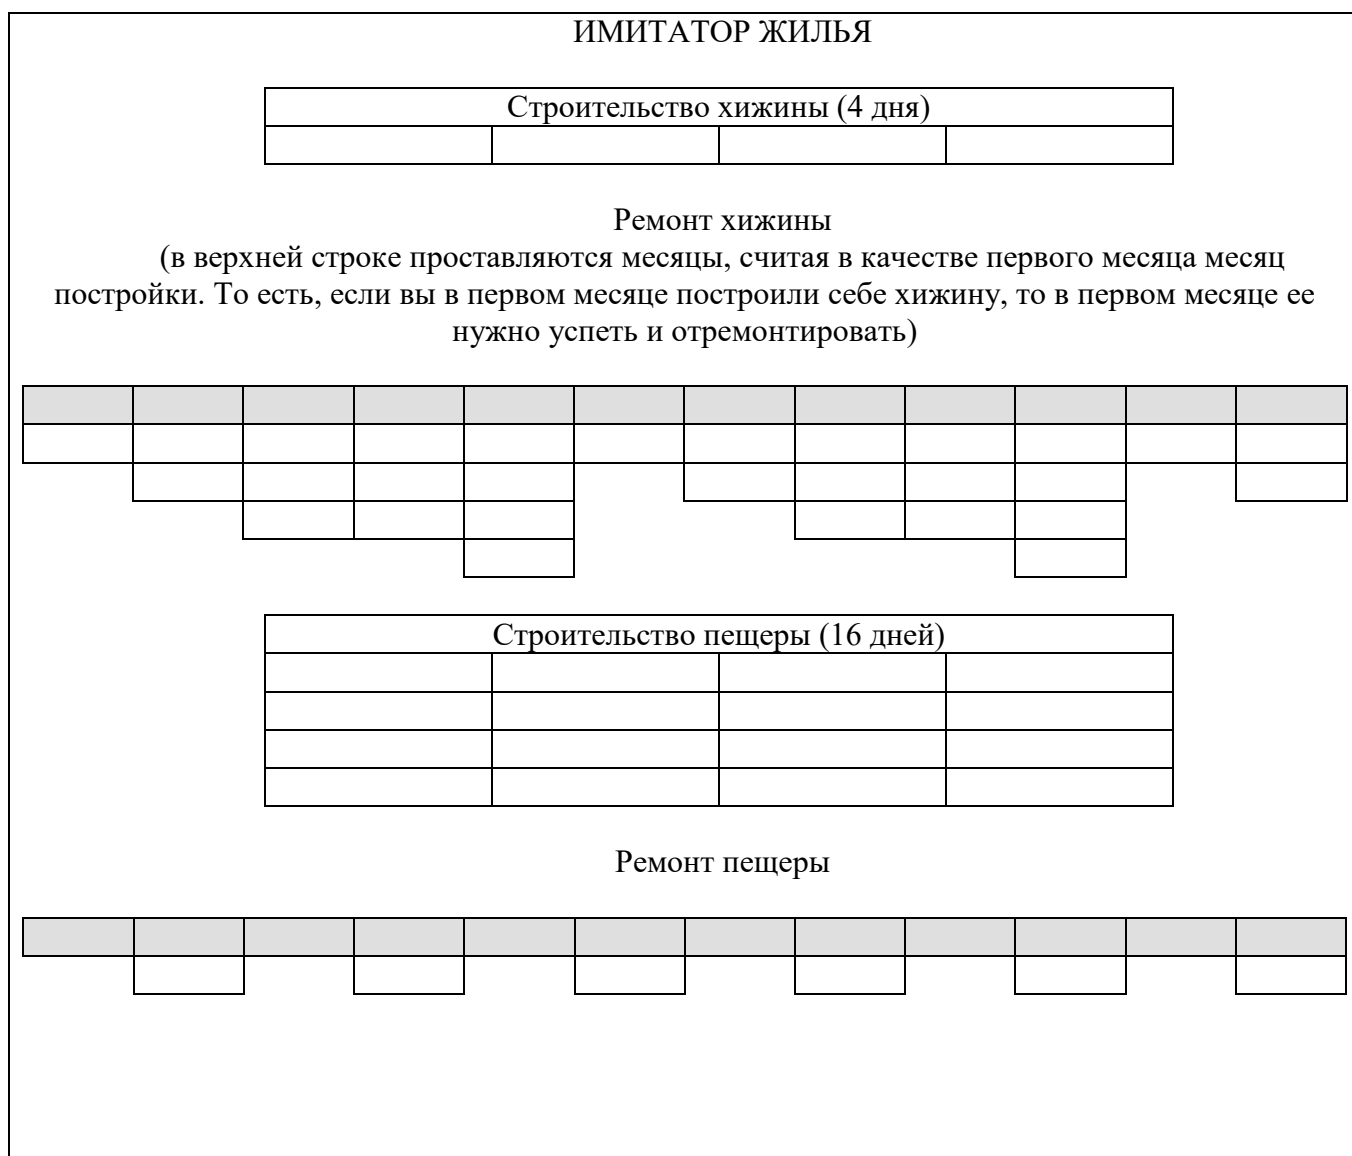 ИМИТАТОР ЖИЛЬЯ
Строительство хижины (4 дня)
Ремонт хижины
(в верхней строке проставляются месяцы, считая в качестве первого месяца месяц
постройки. То есть, если вы в первом месяце построили себе хижину, то в первом месяце ее
нужно успеть и отремонтировать)
Строительство пещеры (16 дней)
Ремонт пещеры